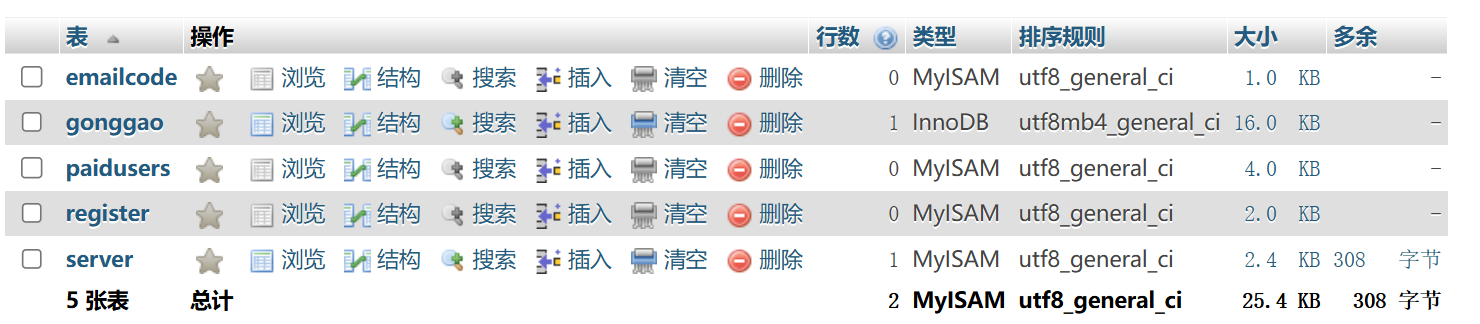 表 操作 行数 类型 排序规则 大小 多余
emailcode 浏览 结构 搜索 插入 清空 删除 0 MyISAM utf8_general_ci 1.0 KB -
gonggao 浏览 结构 搜索 插入 清空 删除 1 InnoDB utf8mb4_general_ci 16.0 KB -
paidusers 浏览 结构 搜索 插入 清空 删除 0 MyISAM utf8_general_ci 4.0 KB -
register 浏览 结构 搜索 插入 清空 删除 0 MyISAM utf8_general_ci 2.0 KB -
server 浏览 结构 搜索 插入 清空 删除 1 MyISAM utf8_general_ci 2.4 KB 308 字节
5 张表 总计 2 MyISAM utf8_general_ci 25.4 KB 308 字节